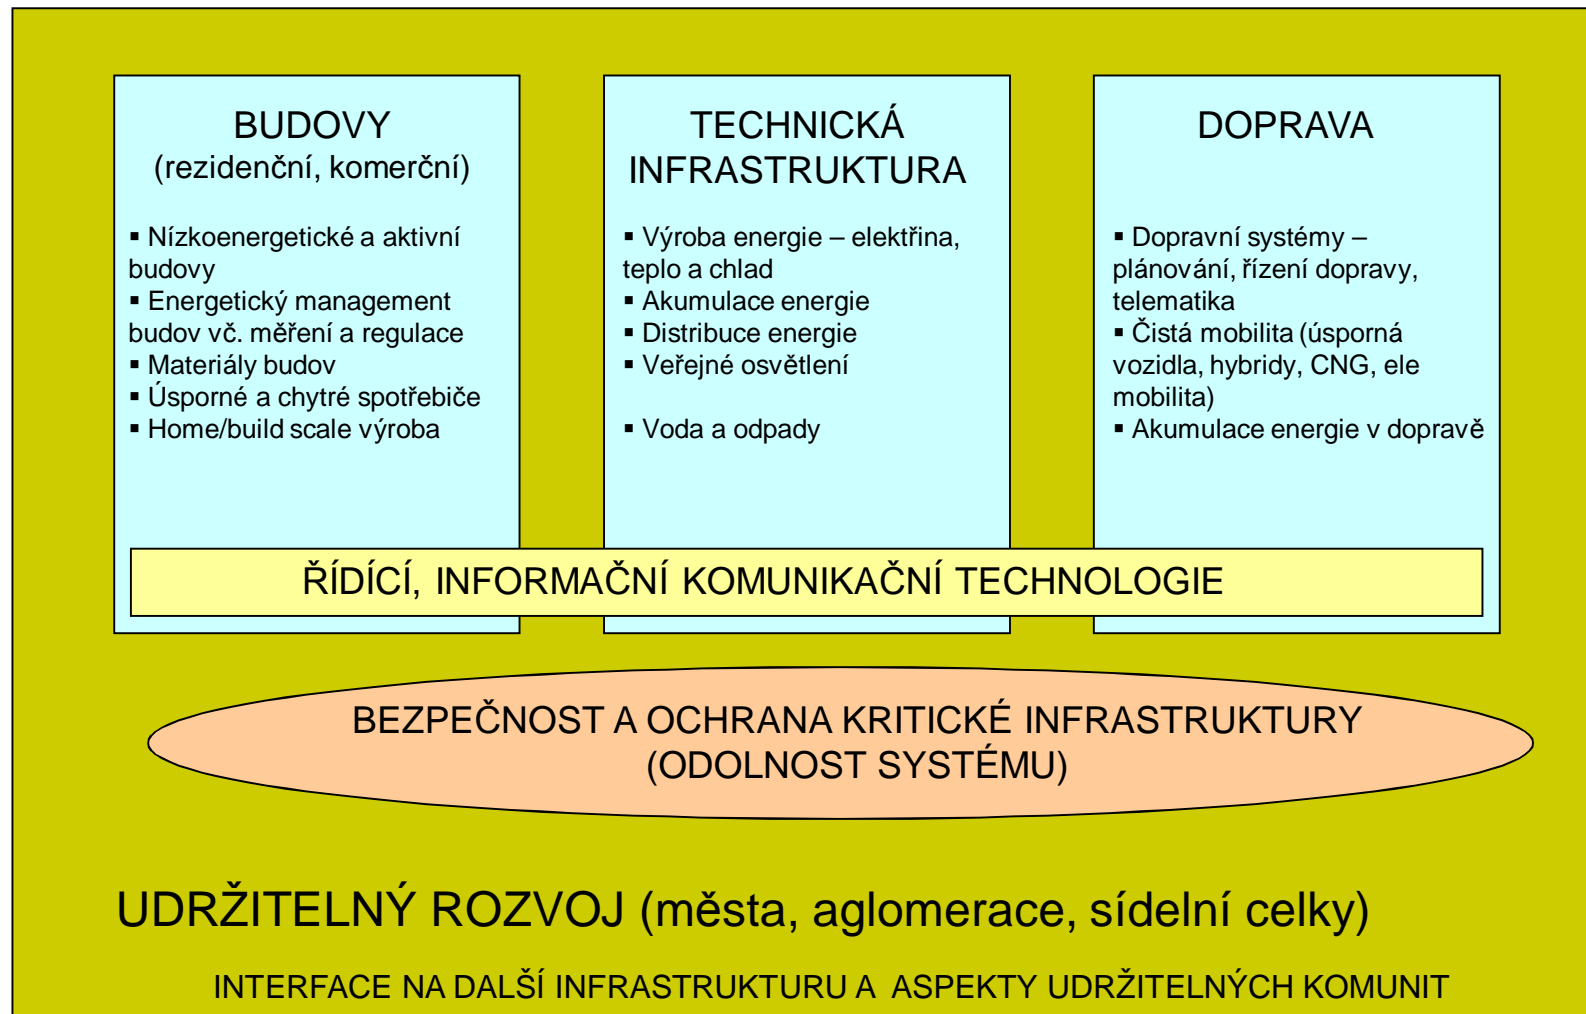 BUDOVY
(rezidenční, komerční)
▪ Nízkoenergetické a aktivní
budovy
▪ Energetický management
budov vč. měření a regulace
▪ Materiály budov
▪ Úsporné a chytré spotřebiče
▪ Home/build scale výroba
TECHNICKÁ
INFRASTRUKTURA
▪ Výroba energie – elektřina,
teplo a chlad
▪ Akumulace energie
▪ Distribuce energie
▪ Veřejné osvětlení
▪ Voda a odpady
DOPRAVA
▪ Dopravní systémy –
plánování, řízení dopravy,
telematika
▪ Čistá mobilita (úsporná
vozidla, hybridy, CNG, ele
mobilita)
▪ Akumulace energie v dopravě
ŘÍDÍCÍ, INFORMAČNÍ KOMUNIKAČNÍ TECHNOLOGIE
BEZPEČNOST A OCHRANA KRITICKÉ INFRASTRUKTURY
(ODOLNOST SYSTÉMU)
UDRŽITELNÝ ROZVOJ (města, aglomerace, sídelní celky)
INTERFACE NA DALŠÍ INFRASTRUKTURU A ASPEKTY UDRŽITELNÝCH KOMUNIT